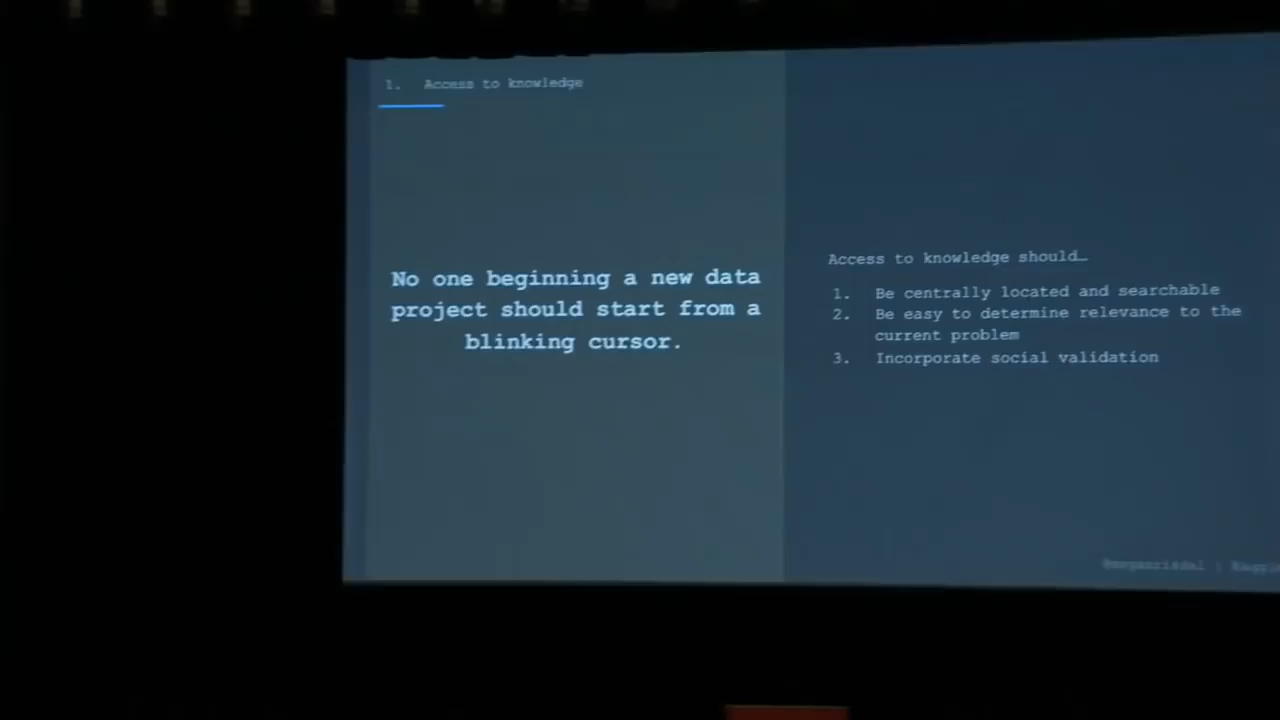 1. Access to knowledge
No one beginning a new data
project should start from a
blinking cursor.
Access to knowledge should…
1. Be centrally located and searchable
2. Be easy to determine relevance to the
current problem
3. Incorporate social validation
@meganrisdal |